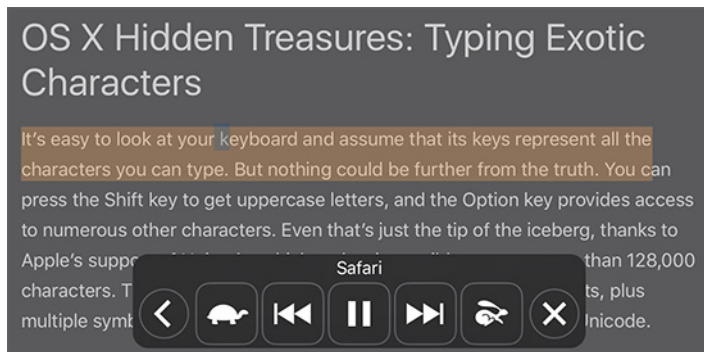 OS X Hidden Treasures: Typing Exotic
Characters
It's easy to look at your keyboard and assume that its keys represent all the
characters you can type. But nothing could be further from the truth. You can
press the Shift key to get uppercase letters, and the Option key provides access
to numerous other characters. Even that's just the tip of the iceberg, thanks to
Apple's than 128,000
characters. plus
multiple Unicode.
Safari